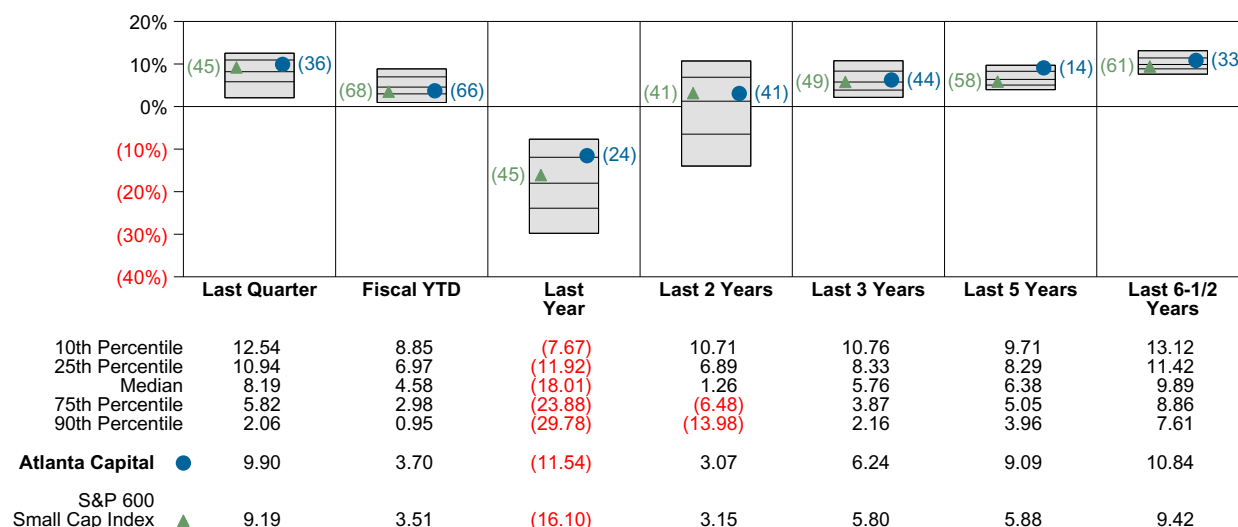 20%
10%
0%
(10%)
(20%)
(30%)
(40%)
(45) (36)
(68) (66)
(45) (24)
(41) (41)
(49) (44)
(58) (14)
(61) (33
Last Quarter Fiscal YTD Last Year Last 2 Years Last 3 Years Last 5 Years Last 6-1/2 Years
10th Percentile 12.54 8.85 (7.67) 10.71 10.76 9.71 13.12
25th Percentile 10.94 6.97 (11.92) 6.89 8.33 8.29 11.42
Median 8.19 4.58 (18.01) 1.26 5.76 6.38 9.89
75th Percentile 5.82 2.98 (23.88) (6.48) 3.87 5.05 8.86
90th Percentile 2.06 0.95 (29.78) (13.98) 2.16 3.96 7.61
Atlanta Capital 9.90 3.70 (11.54) 3.07 6.24 9.09 10.84
S&P 600
Small Cap Index 9.19 3.51 (16.10) 3.15 5.80 5.88 9.42